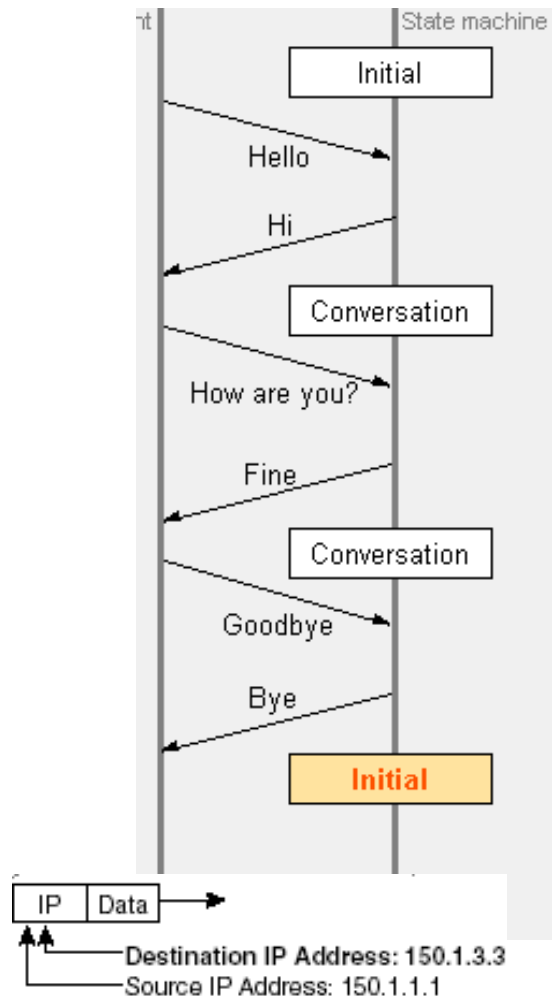 nt State machine
Initial
Hello
Hi
Conversation
How are you?
Fine
Conversation
Goodbye
Bye
Initial
IP Data
Destination IP Address: 150.1.3.3
Source IP Address: 150.1.1.1